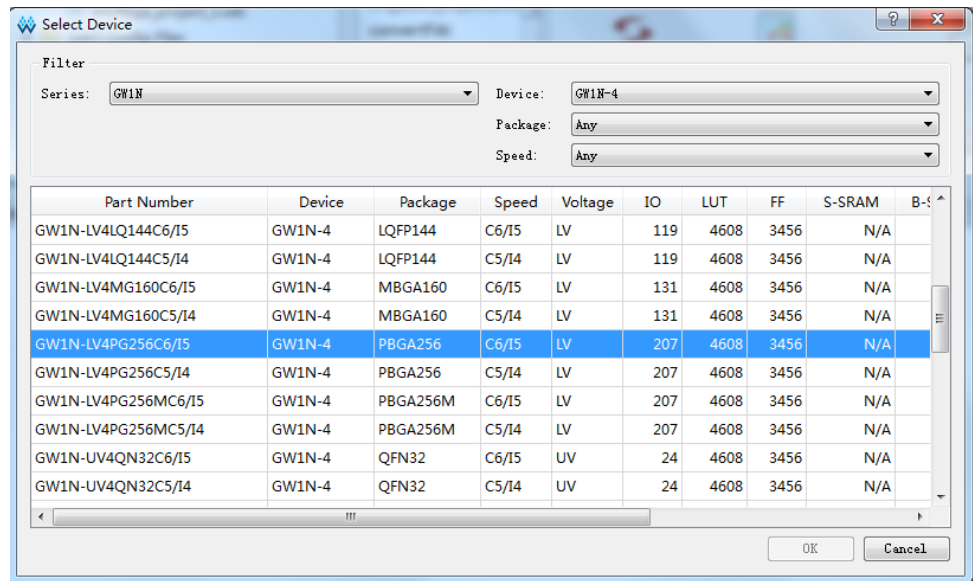 Select Device
Filter
Series: GW1N Device: GW1N-4
Package: Any
Speed: Any
Part Number Device Package Speed Voltage IO LUT FF S-SRAM
GW1N-LV4LQ144C6/I5 GW1N-4 LQFP144 C6/I5 LV 119 4608 3456 N/A
GW1N-LV4LQ144C5/I4 GW1N-4 LQFP144 C5/I4 LV 119 4608 3456 N/A
GW1N-LV4MG160C6/I5 GW1N-4 MBGA160 C6/I5 LV 131 4608 3456 N/A
GW1N-LV4MG160C5/I4 GW1N-4 MBGA160 C5/I4 LV 131 4608 3456 N/A
GW1N-LV4PG256C6/I5 GW1N-4 PBGA256 C6/I5 LV 207 4608 3456 N/A
GW1N-LV4PG256C5/I4 GW1N-4 PBGA256 C5/I4 LV 207 4608 3456 N/A
GW1N-LV4PG256MC6/I5 GW1N-4 PBGA256M C6/I5 LV 207 4608 3456 N/A
GW1N-LV4PG256MC5/I4 GW1N-4 PBGA256M C5/I4 LV 207 4608 3456 N/A
GW1N-UV4QN32C6/I5 GW1N-4 QFN32 C6/I5 UV 24 4608 3456 N/A
GW1N-UV4QN32C5/I4 GW1N-4 QFN32 C5/I4 UV 24 4608 3456 N/A
OK Cancel